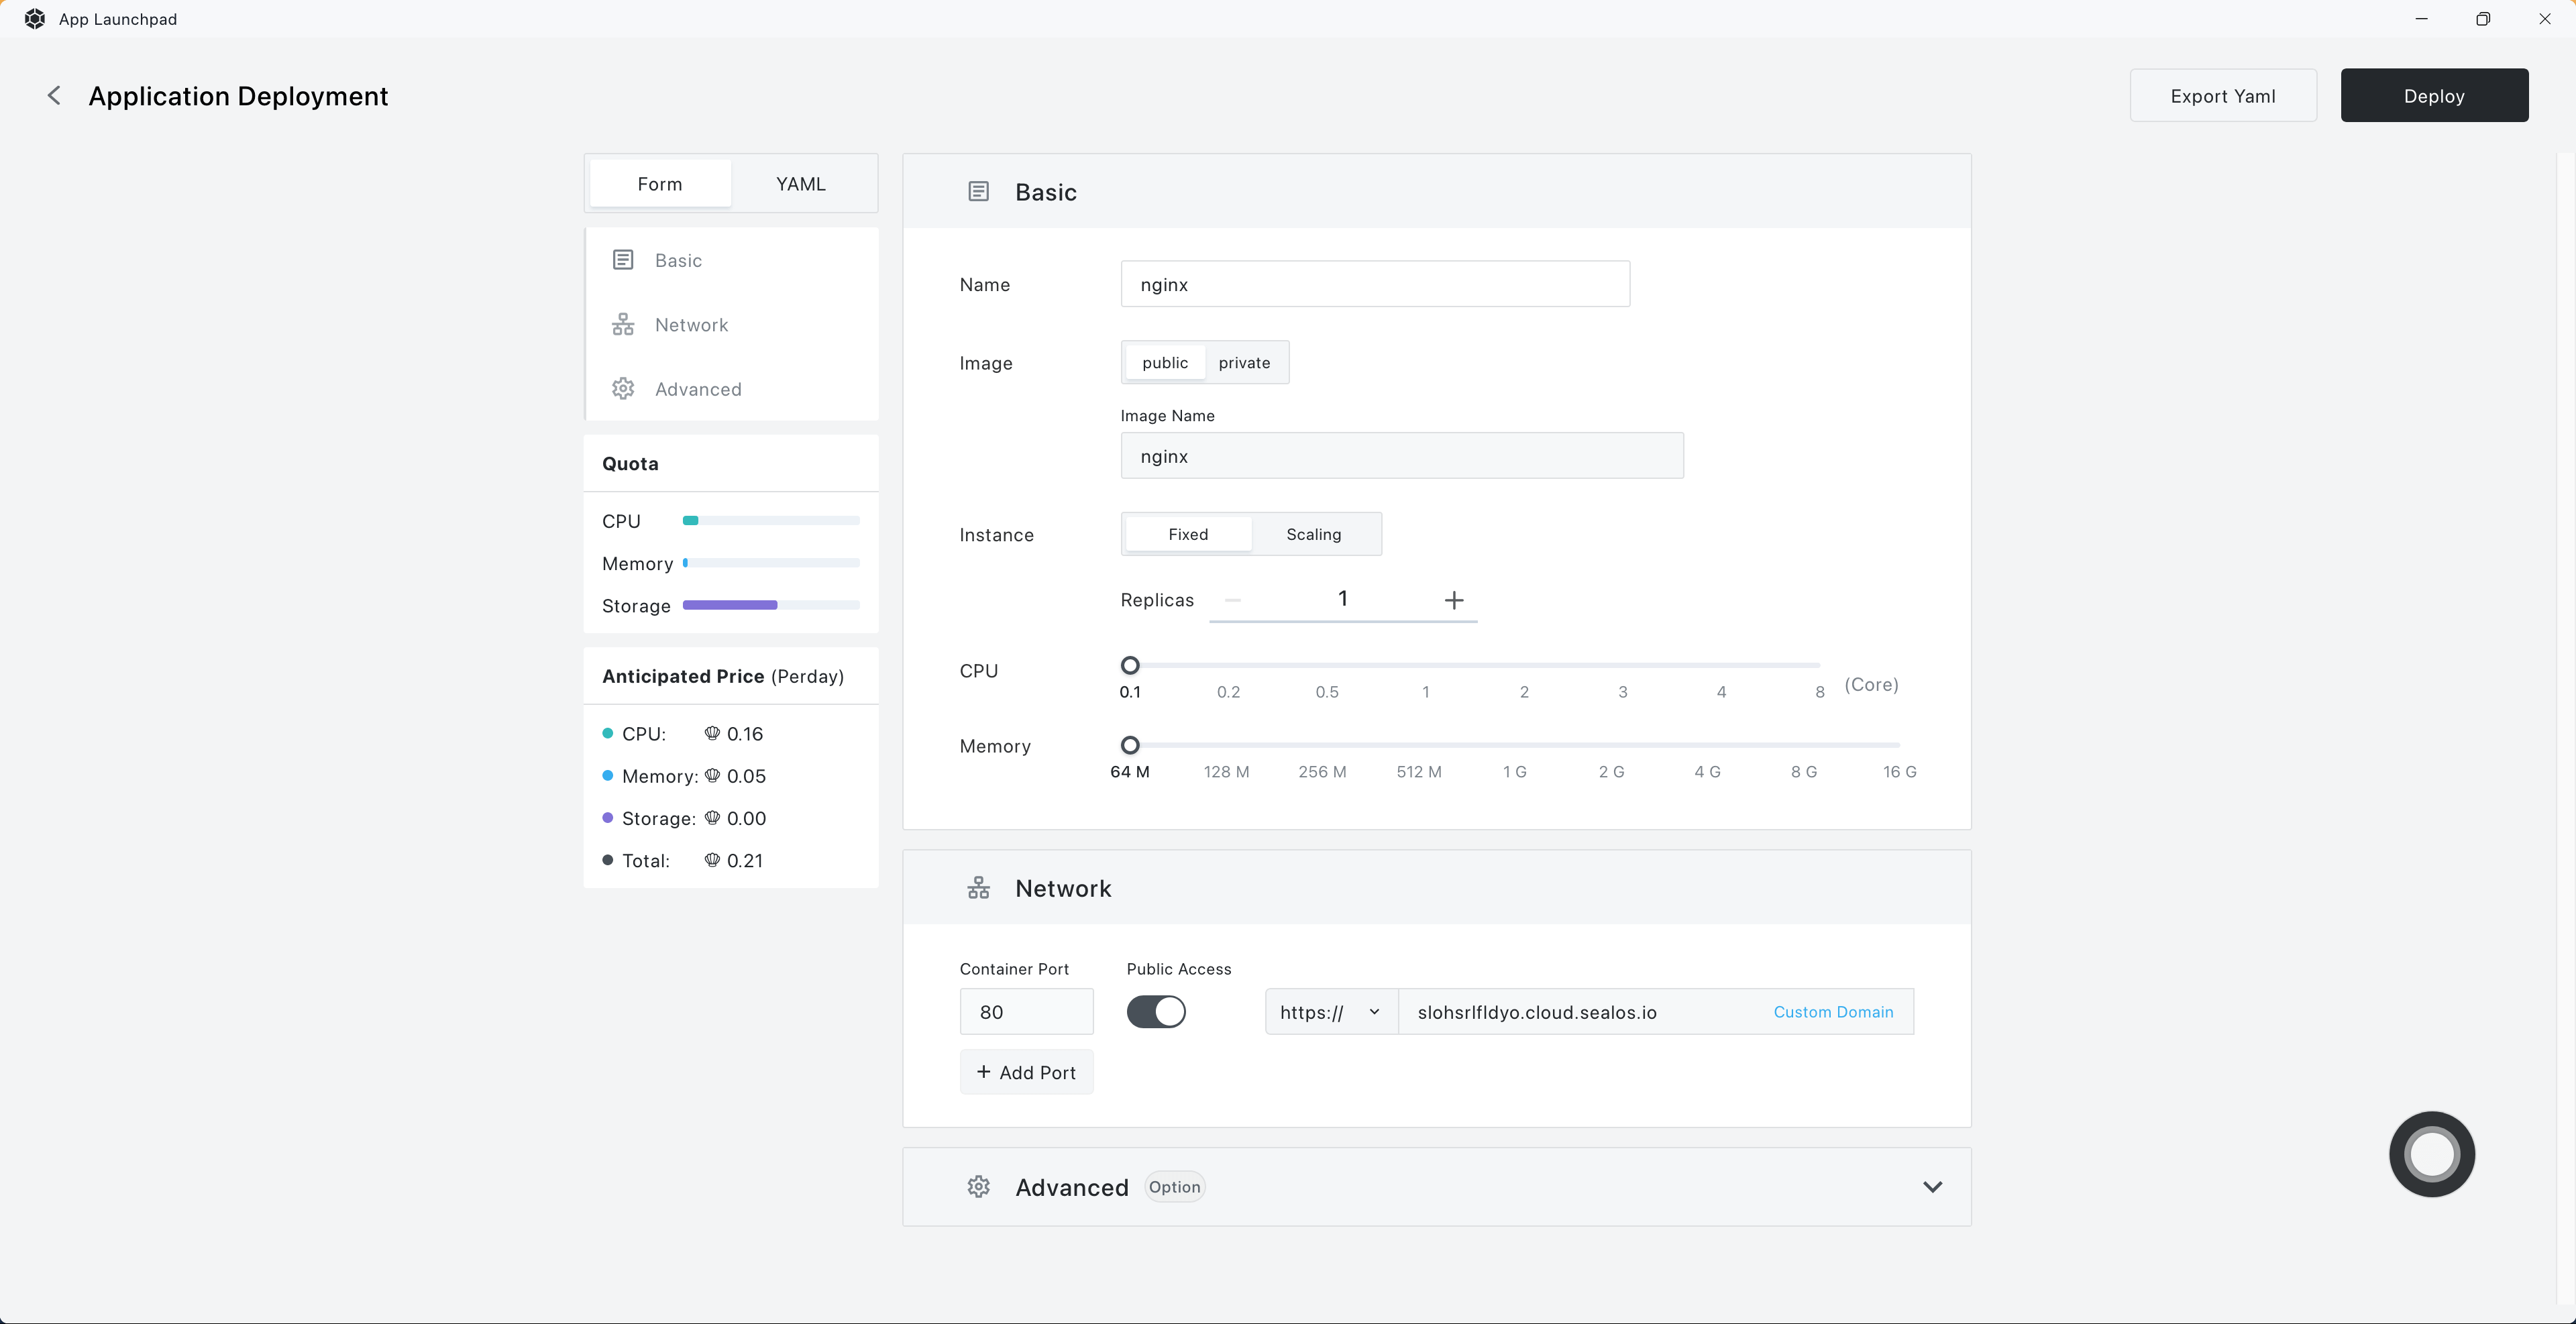 App Launchpad
Application Deployment
Export Yaml
Deploy
Form
YAML
Basic
Network
Advanced
Quota
CPU
Memory
Storage
Anticipated Price (Perday)
CPU: 0.16
Memory: 0.05
Storage: 0.00
Total: 0.21
Basic
Name
nginx
Image
public private
Image Name
nginx
Instance
Fixed Scaling
Replicas 1
CPU
0.1 0.2 0.5 1 2 3 4 8 (Core)
Memory
64 M 128 M 256 M 512 M 1 G 2 G 4 G 8 G 16 G
Network
Container Port Public Access
80 https:// slohsrlfldyo.cloud.sealos.io Custom Domain
+ Add Port
Advanced Option